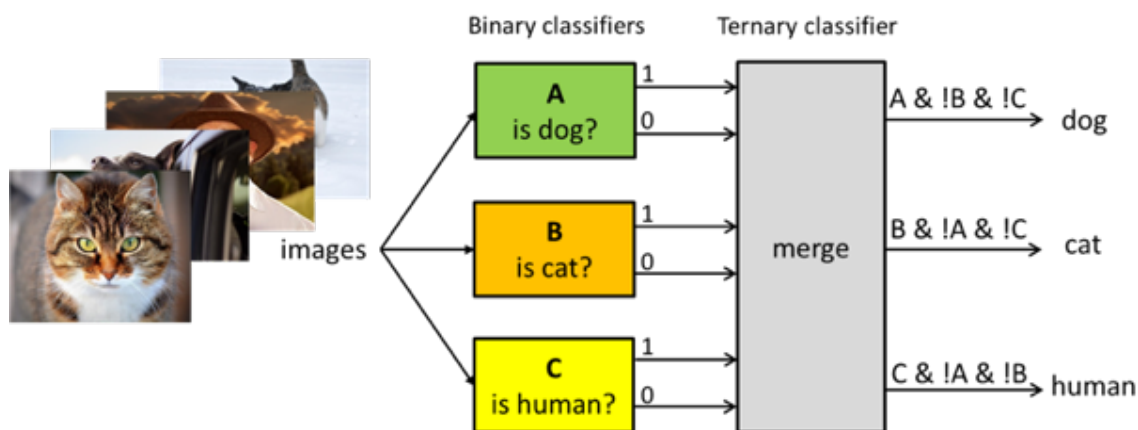 Binary classifiers
Ternary classifier
A
is dog?
1
0
A & !B & !C
dog
images
B
is cat?
1
0
merge
B & !A & !C
cat
C
is human?
1
0
C & !A & !B
human